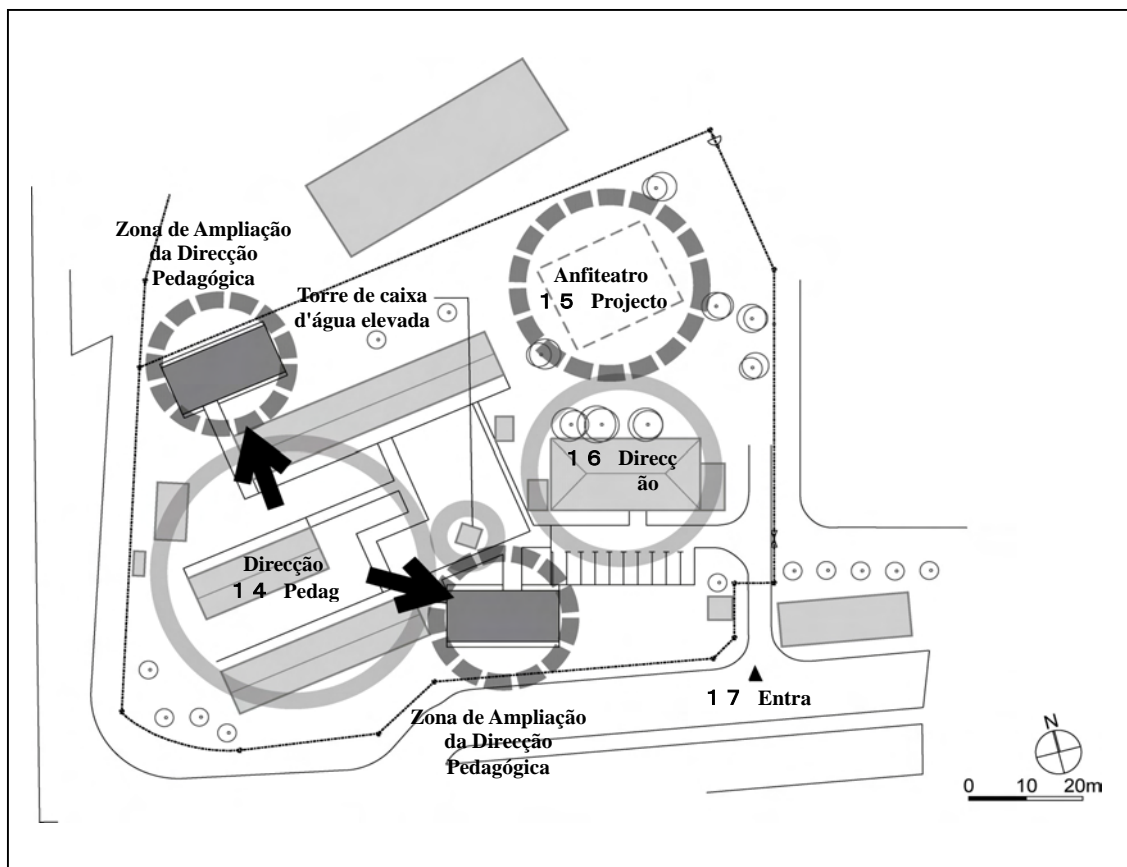 Zona de Ampliação
da Direcção
Pedagógica
Torre de caixa
d'água elevada
Anfiteatro
１５ Projecto
１６ Direcç
ão
Direcção
１４ Pedag
Zona de Ampliação
da Direcção
Pedagógica
１７ Entra
N
0 10 20m